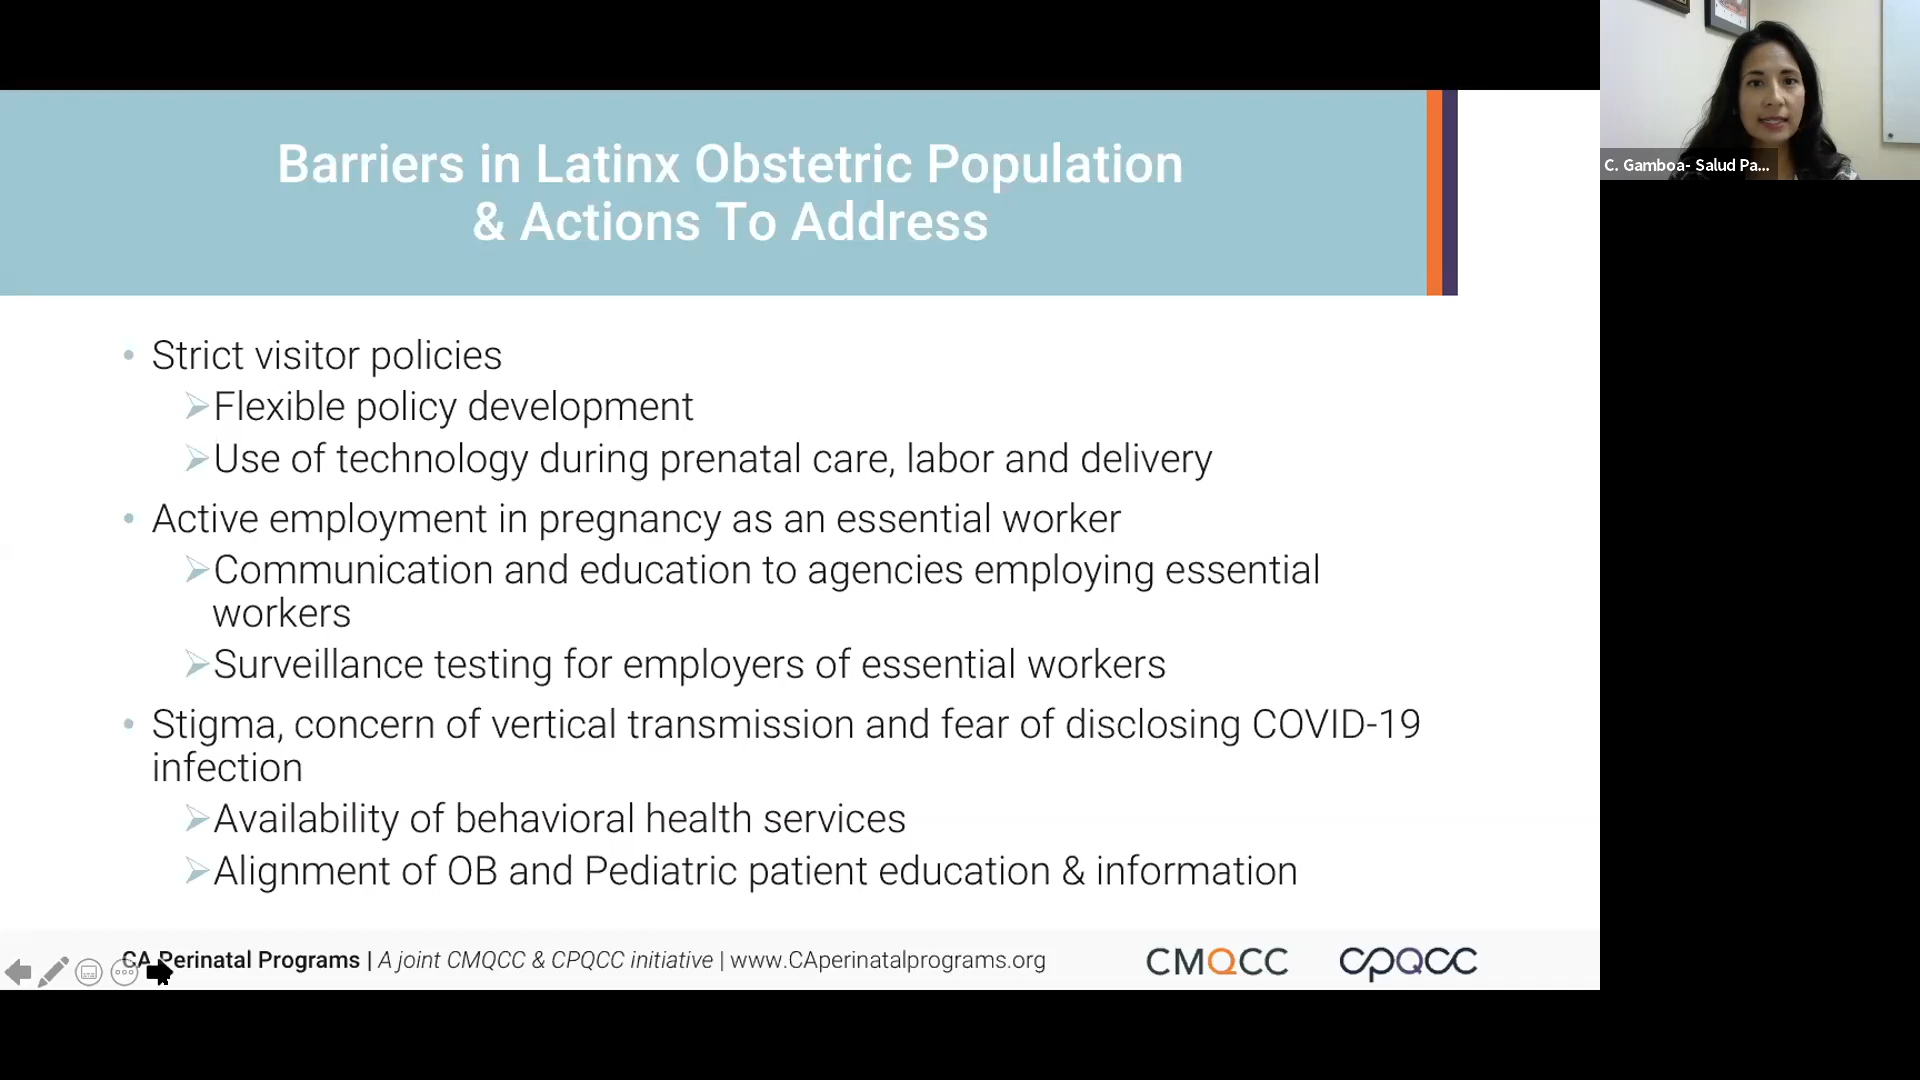 C. Gamboa- Salud Pa...
Barriers in Latinx Obstetric Population
& Actions To Address
• Strict visitor policies
➢Flexible policy development
➢Use of technology during prenatal care, labor and delivery
• Active employment in pregnancy as an essential worker
➢Communication and education to agencies employing essential
workers
➢Surveillance testing for employers of essential workers
• Stigma, concern of vertical transmission and fear of disclosing COVID-19
infection
➢Availability of behavioral health services
➢Alignment of OB and Pediatric patient education & information
CA Perinatal Programs | A joint CMQCC & CPQCC initiative | www.CAperinatalprograms.org
CMQCC
CPQCC